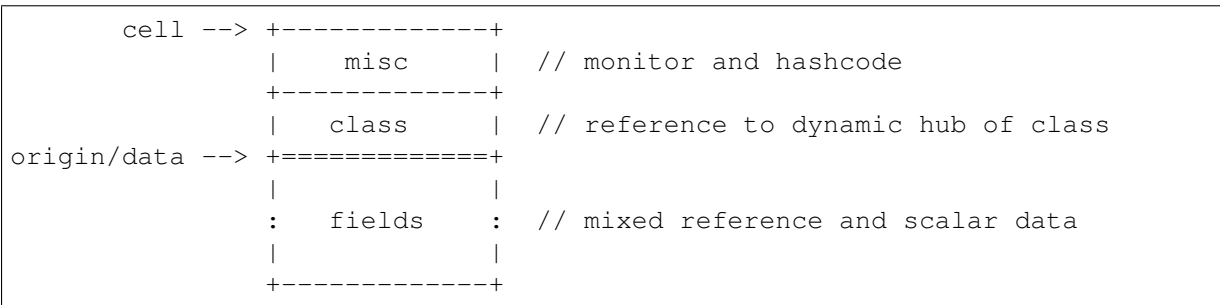 cell --> +-------------+
                |    misc     |  // monitor and hashcode
                +-------------+
                |   class     |  // reference to dynamic hub of class
origin/data --> +=============+
                |             |
                :   fields    :  // mixed reference and scalar data
                |             |
                +-------------+